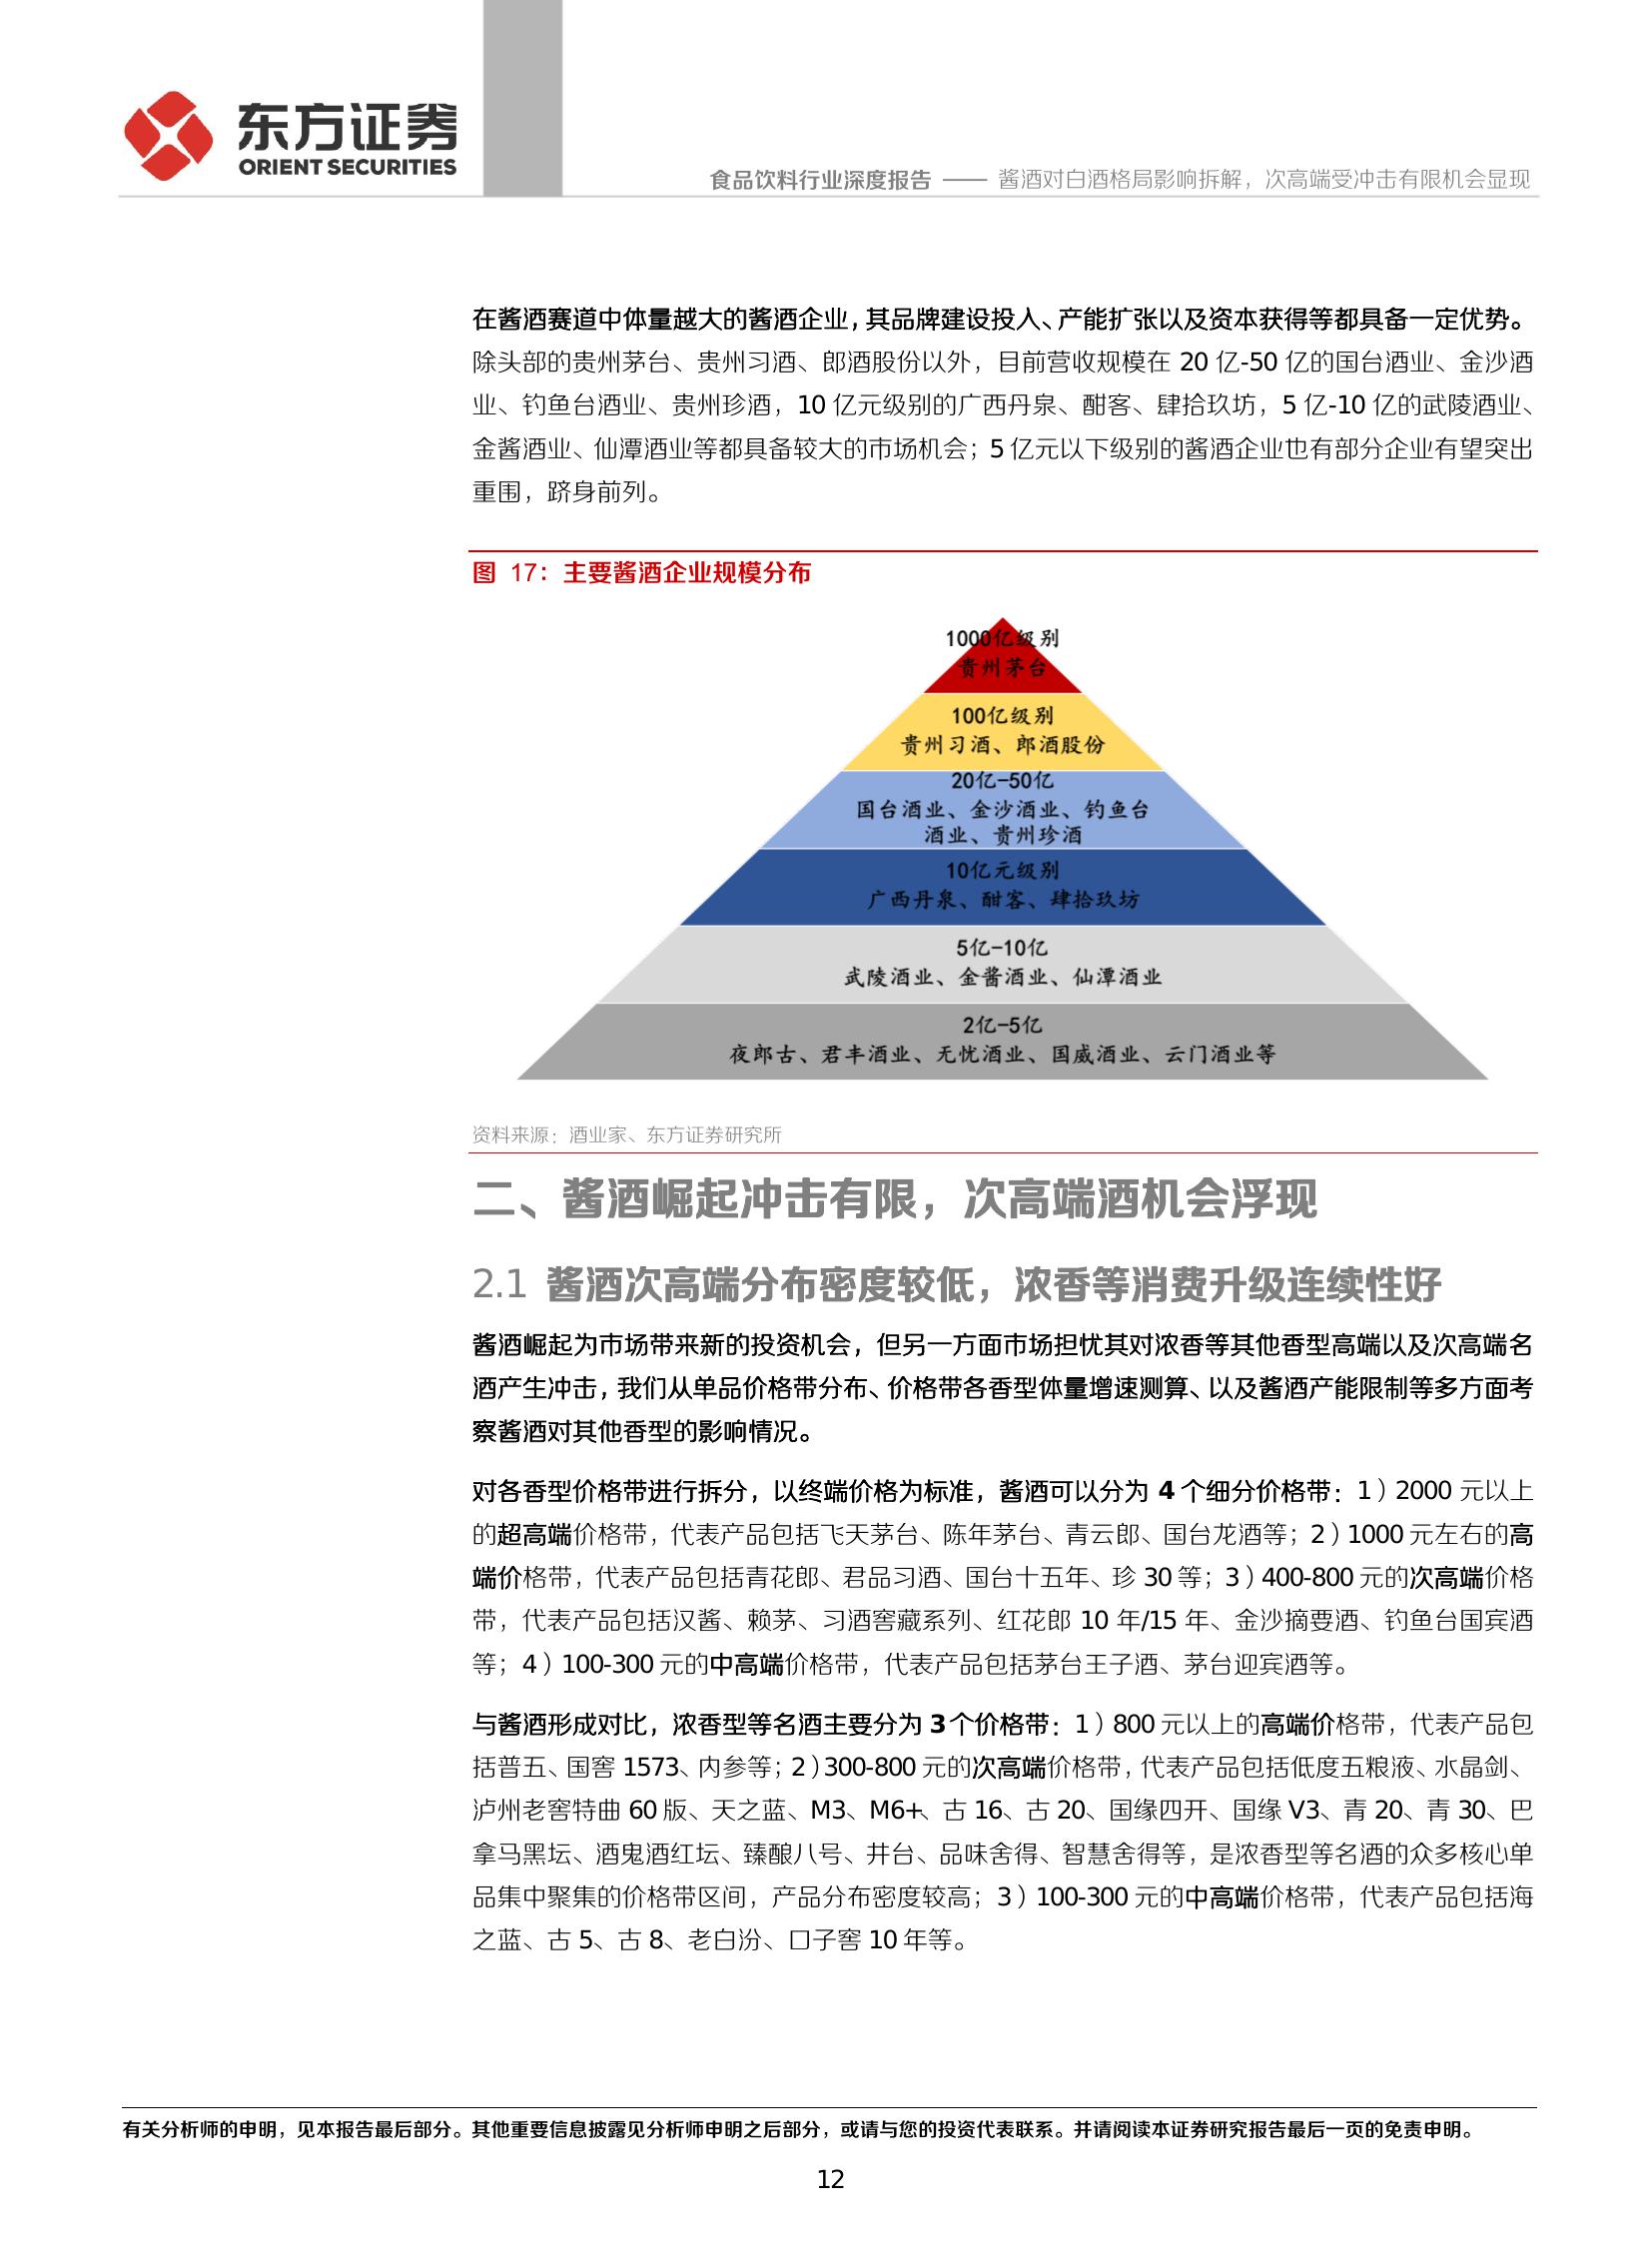 东方证券
ORIENT SECURITIES
食品饮料行业深度报告 —— 酱酒对白酒格局影响拆解，次高端受冲击有限机会显现
在酱酒赛道中体量越大的酱酒企业，其品牌建设投入、产能扩张以及资本获得等都具备一定优势。
除头部的贵州茅台、贵州习酒、郎酒股份以外，目前营收规模在 20 亿-50 亿的国台酒业、金沙酒
业、钓鱼台酒业、贵州珍酒，10 亿元级别的广西丹泉、酣客、肆拾玖坊，5 亿-10 亿的武陵酒业、
金酱酒业、仙潭酒业等都具备较大的市场机会；5 亿元以下级别的酱酒企业也有部分企业有望突出
重围，跻身前列。
图 17：主要酱酒企业规模分布
1000亿级别
贵州茅台
100亿级别
贵州习酒、郎酒股份
20亿-50亿
国台酒业、金沙酒业、钓鱼台
酒业、贵州珍酒
10亿元级别
广西丹泉、酣客、肆拾玖坊
5亿-10亿
武陵酒业、金酱酒业、仙潭酒业
2亿-5亿
夜郎古、君丰酒业、无忧酒业、国威酒业、云门酒业等
资料来源：酒业家、东方证券研究所
二、酱酒崛起冲击有限，次高端酒机会浮现
2.1 酱酒次高端分布密度较低，浓香等消费升级连续性好
酱酒崛起为市场带来新的投资机会，但另一方面市场担忧其对浓香等其他香型高端以及次高端名
酒产生冲击，我们从单品价格带分布、价格带各香型体量增速测算、以及酱酒产能限制等多方面考
察酱酒对其他香型的影响情况。
对各香型价格带进行拆分，以终端价格为标准，酱酒可以分为 4 个细分价格带：1）2000 元以上
的超高端价格带，代表产品包括飞天茅台、陈年茅台、青云郎、国台龙酒等；2）1000 元左右的高
端价格带，代表产品包括青花郎、君品习酒、国台十五年、珍 30 等；3）400-800 元的次高端价格
带，代表产品包括汉酱、赖茅、习酒窖藏系列、红花郎 10 年/15 年、金沙摘要酒、钓鱼台国宾酒
等；4）100-300 元的中高端价格带，代表产品包括茅台王子酒、茅台迎宾酒等。
与酱酒形成对比，浓香型等名酒主要分为 3 个价格带：1）800 元以上的高端价格带，代表产品包
括普五、国窖 1573、内参等；2）300-800 元的次高端价格带，代表产品包括低度五粮液、水晶剑、
泸州老窖特曲 60 版、天之蓝、M3、M6+、古 16、古 20、国缘四开、国缘 V3、青 20、青 30、巴
拿马黑坛、酒鬼酒红坛、臻酿八号、井台、品味舍得、智慧舍得等，是浓香型等名酒的众多核心单
品集中聚集的价格带区间，产品分布密度较高；3）100-300 元的中高端价格带，代表产品包括海
之蓝、古 5、古 8、老白汾、口子窖 10 年等。
有关分析师的申明，见本报告最后部分。其他重要信息披露见分析师申明之后部分，或请与您的投资代表联系。并请阅读本证券研究报告最后一页的免责申明。
12